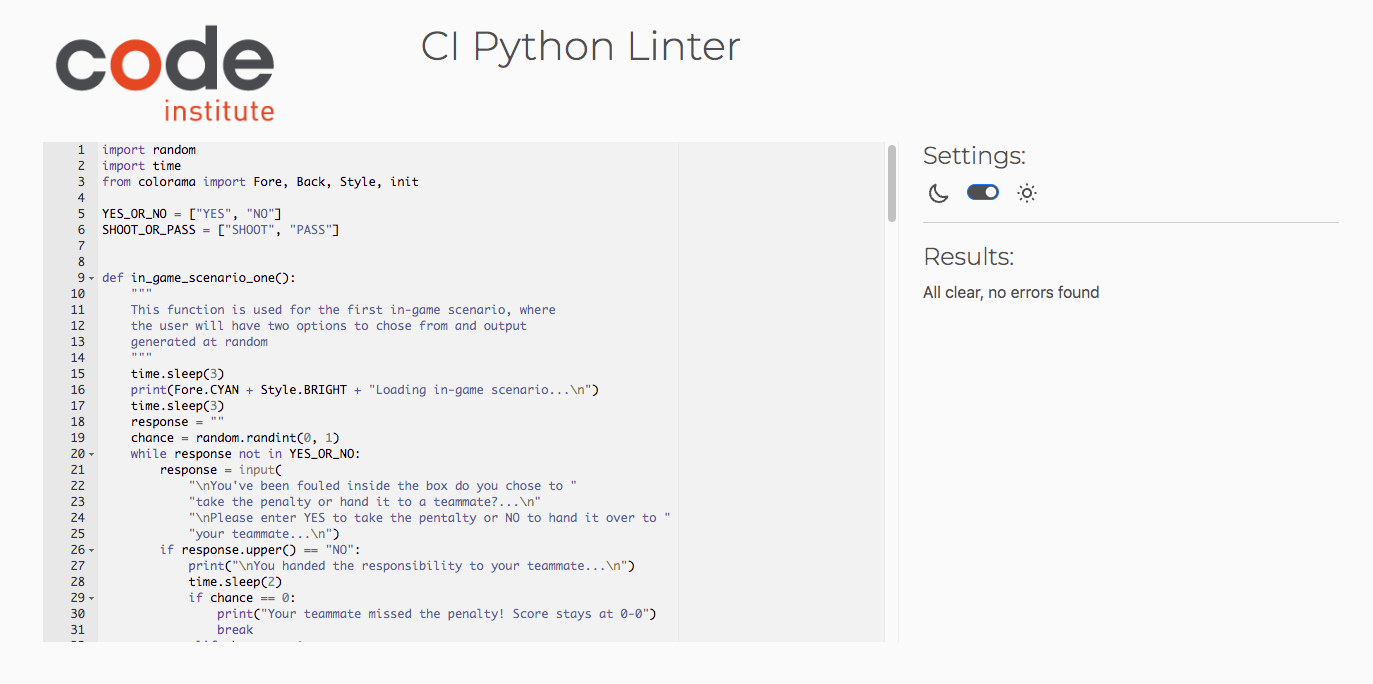 code
institute
CI Python Linter
1 import random
2 import time
3 from colorama import Fore, Back, Style, init
4
5 YES_OR_NO = ["YES", "NO"]
6 SHOOT_OR_PASS = ["SHOOT", "PASS"]
7
8
9 def in_game_scenario_one():
10     """
11     This function is used for the first in-game scenario, where
12     the user will have two options to chose from and output
13     generated at random
14     """
15     time.sleep(3)
16     print(Fore.CYAN + Style.BRIGHT + "Loading in-game scenario...\n")
17     time.sleep(3)
18     response = ""
19     chance = random.randint(0, 1)
20     while response not in YES_OR_NO:
21         response = input(
22             "\nYou've been fouled inside the box do you chose to "
23             "take the penalty or hand it to a teammate?...\n"
24             "\nPlease enter YES to take the pentalty or NO to hand it over to "
25             "your teammate...\n")
26         if response.upper() == "NO":
27             print("\nYou handed the responsibility to your teammate...\n")
28             time.sleep(2)
29             if chance == 0:
30                 print("Your teammate missed the penalty! Score stays at 0-0")
31                 break
Settings:
Results:
All clear, no errors found